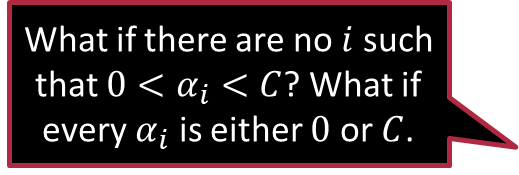 What if there are no 𝑖 such
that 0 < 𝛼ᵢ < 𝐶? What if
every 𝛼ᵢ is either 0 or 𝐶.